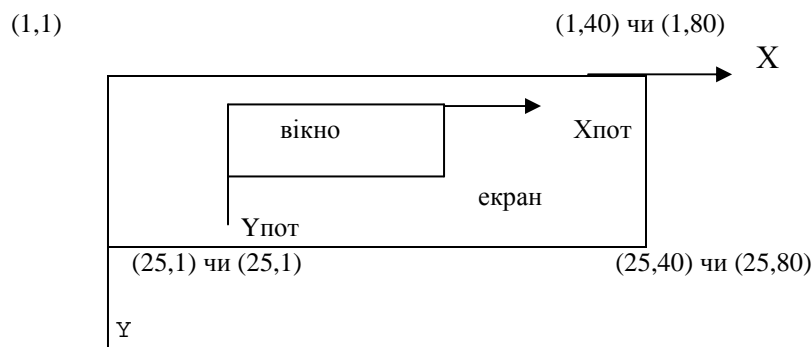 (1,1) (1,40) чи (1,80)
X
вікно Xпот
екран
Yпот
(25,1) чи (25,1) (25,40) чи (25,80)
Y